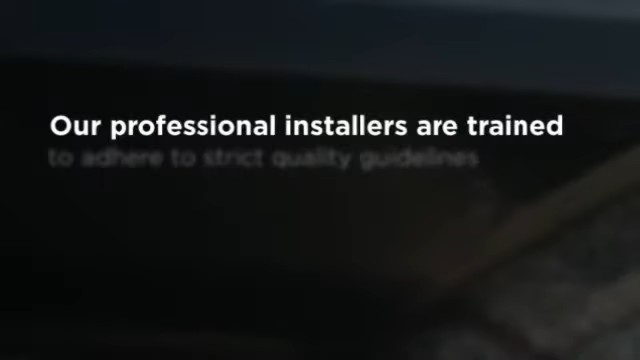 Our professional installers are trained
to adhere to strict quality guidelines